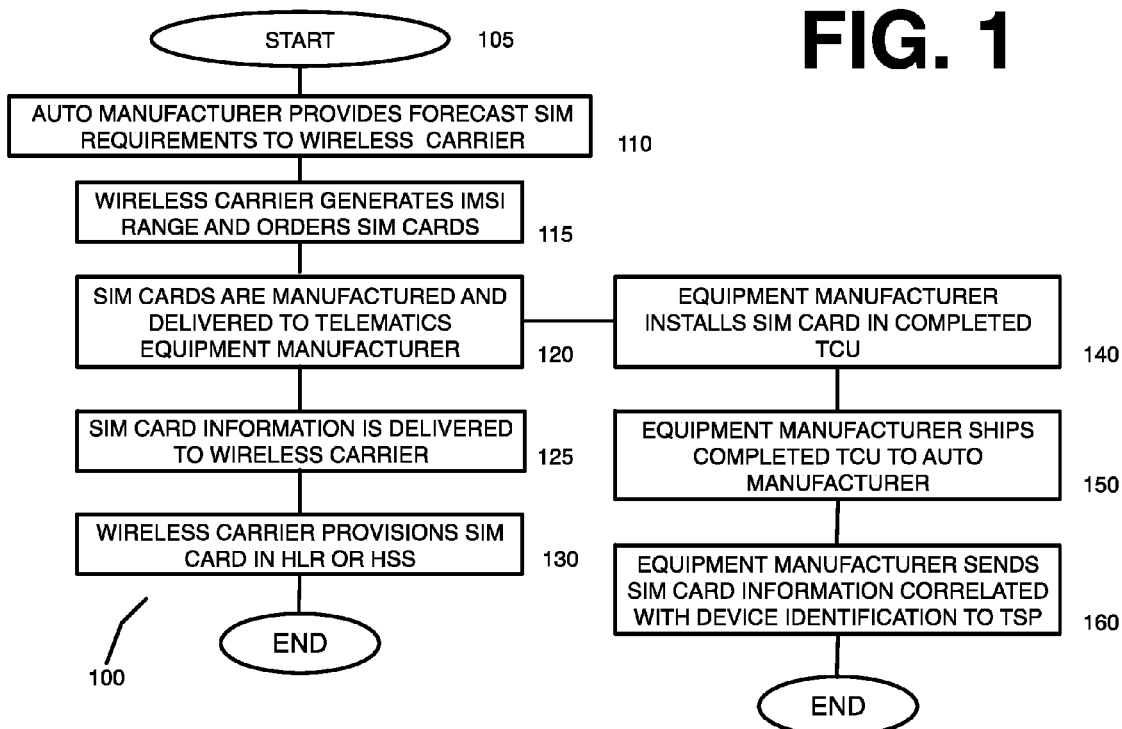 FIG. 1
START
105
AUTO MANUFACTURER PROVIDES FORECAST SIM
REQUIREMENTS TO WIRELESS CARRIER
110
WIRELESS CARRIER GENERATES IMSI
RANGE AND ORDERS SIM CARDS
115
SIM CARDS ARE MANUFACTURED AND
DELIVERED TO TELEMATICS
EQUIPMENT MANUFACTURER
120
SIM CARD INFORMATION IS DELIVERED
TO WIRELESS CARRIER
125
WIRELESS CARRIER PROVISIONS SIM
CARD IN HLR OR HSS
130
END
100
EQUIPMENT MANUFACTURER
INSTALLS SIM CARD IN COMPLETED
TCU
140
EQUIPMENT MANUFACTURER SHIPS
COMPLETED TCU TO AUTO
MANUFACTURER
150
EQUIPMENT MANUFACTURER SENDS
SIM CARD INFORMATION CORRELATED
WITH DEVICE IDENTIFICATION TO TSP
160
END